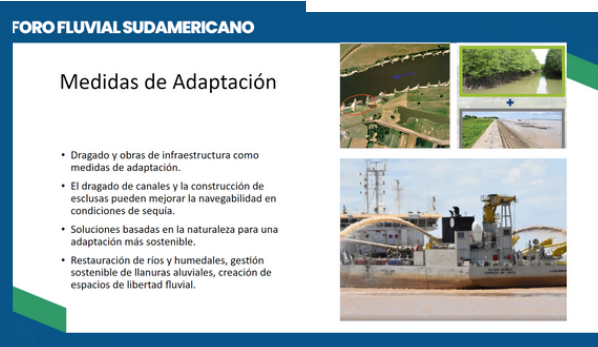 FORO FLUVIAL SUDAMERICANO
Medidas de Adaptación
• Dragado y obras de infraestructura como
medidas de adaptación.
• El dragado de canales y la construcción de
esclusas pueden mejorar la navegabilidad en
condiciones de sequía.
• Soluciones basadas en la naturaleza para una
adaptación más sostenible.
• Restauración de ríos y humedales, gestión
sostenible de llanuras aluviales, creación de
espacios de libertad fluvial.
+